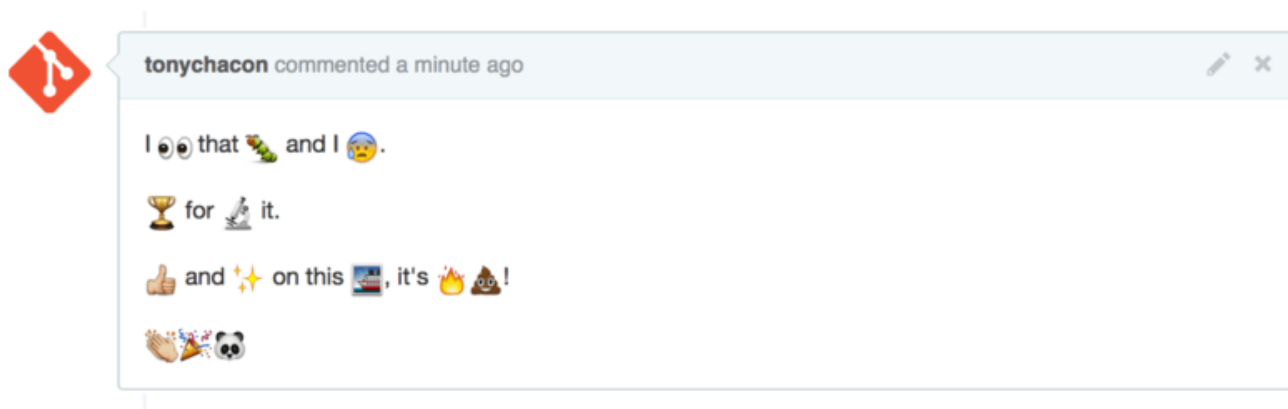 tonychacon commented a minute ago
I 👀 that 🐛 and I 😰.
🏆 for 🔬 it.
👍 and ✨ on this 🚢, it's 🔥💩!
👏🎉🐼